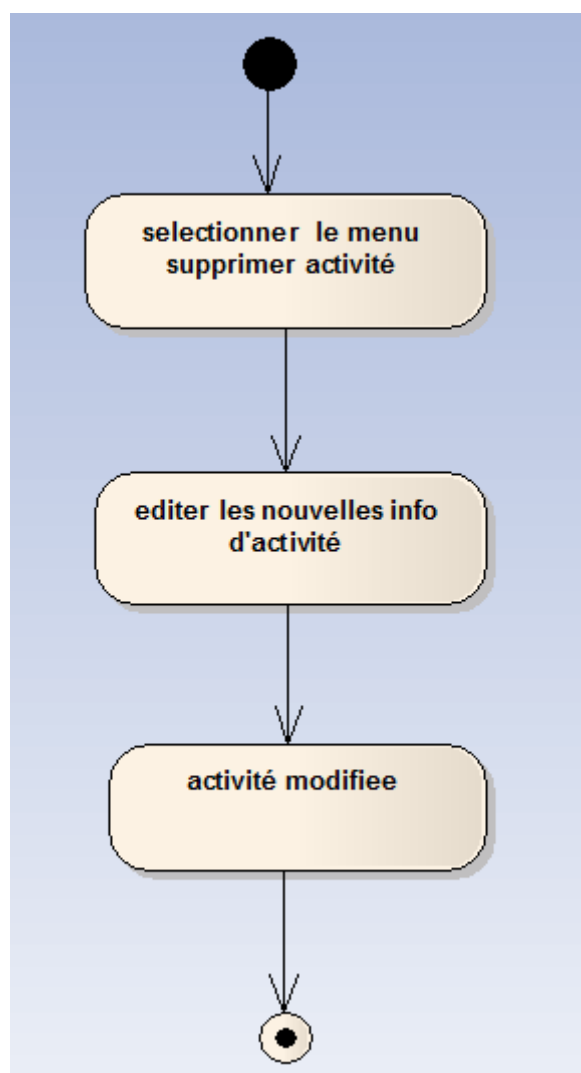 selectionner le menu
supprimer activité
editer les nouvelles info
d'activité
activité modifiee